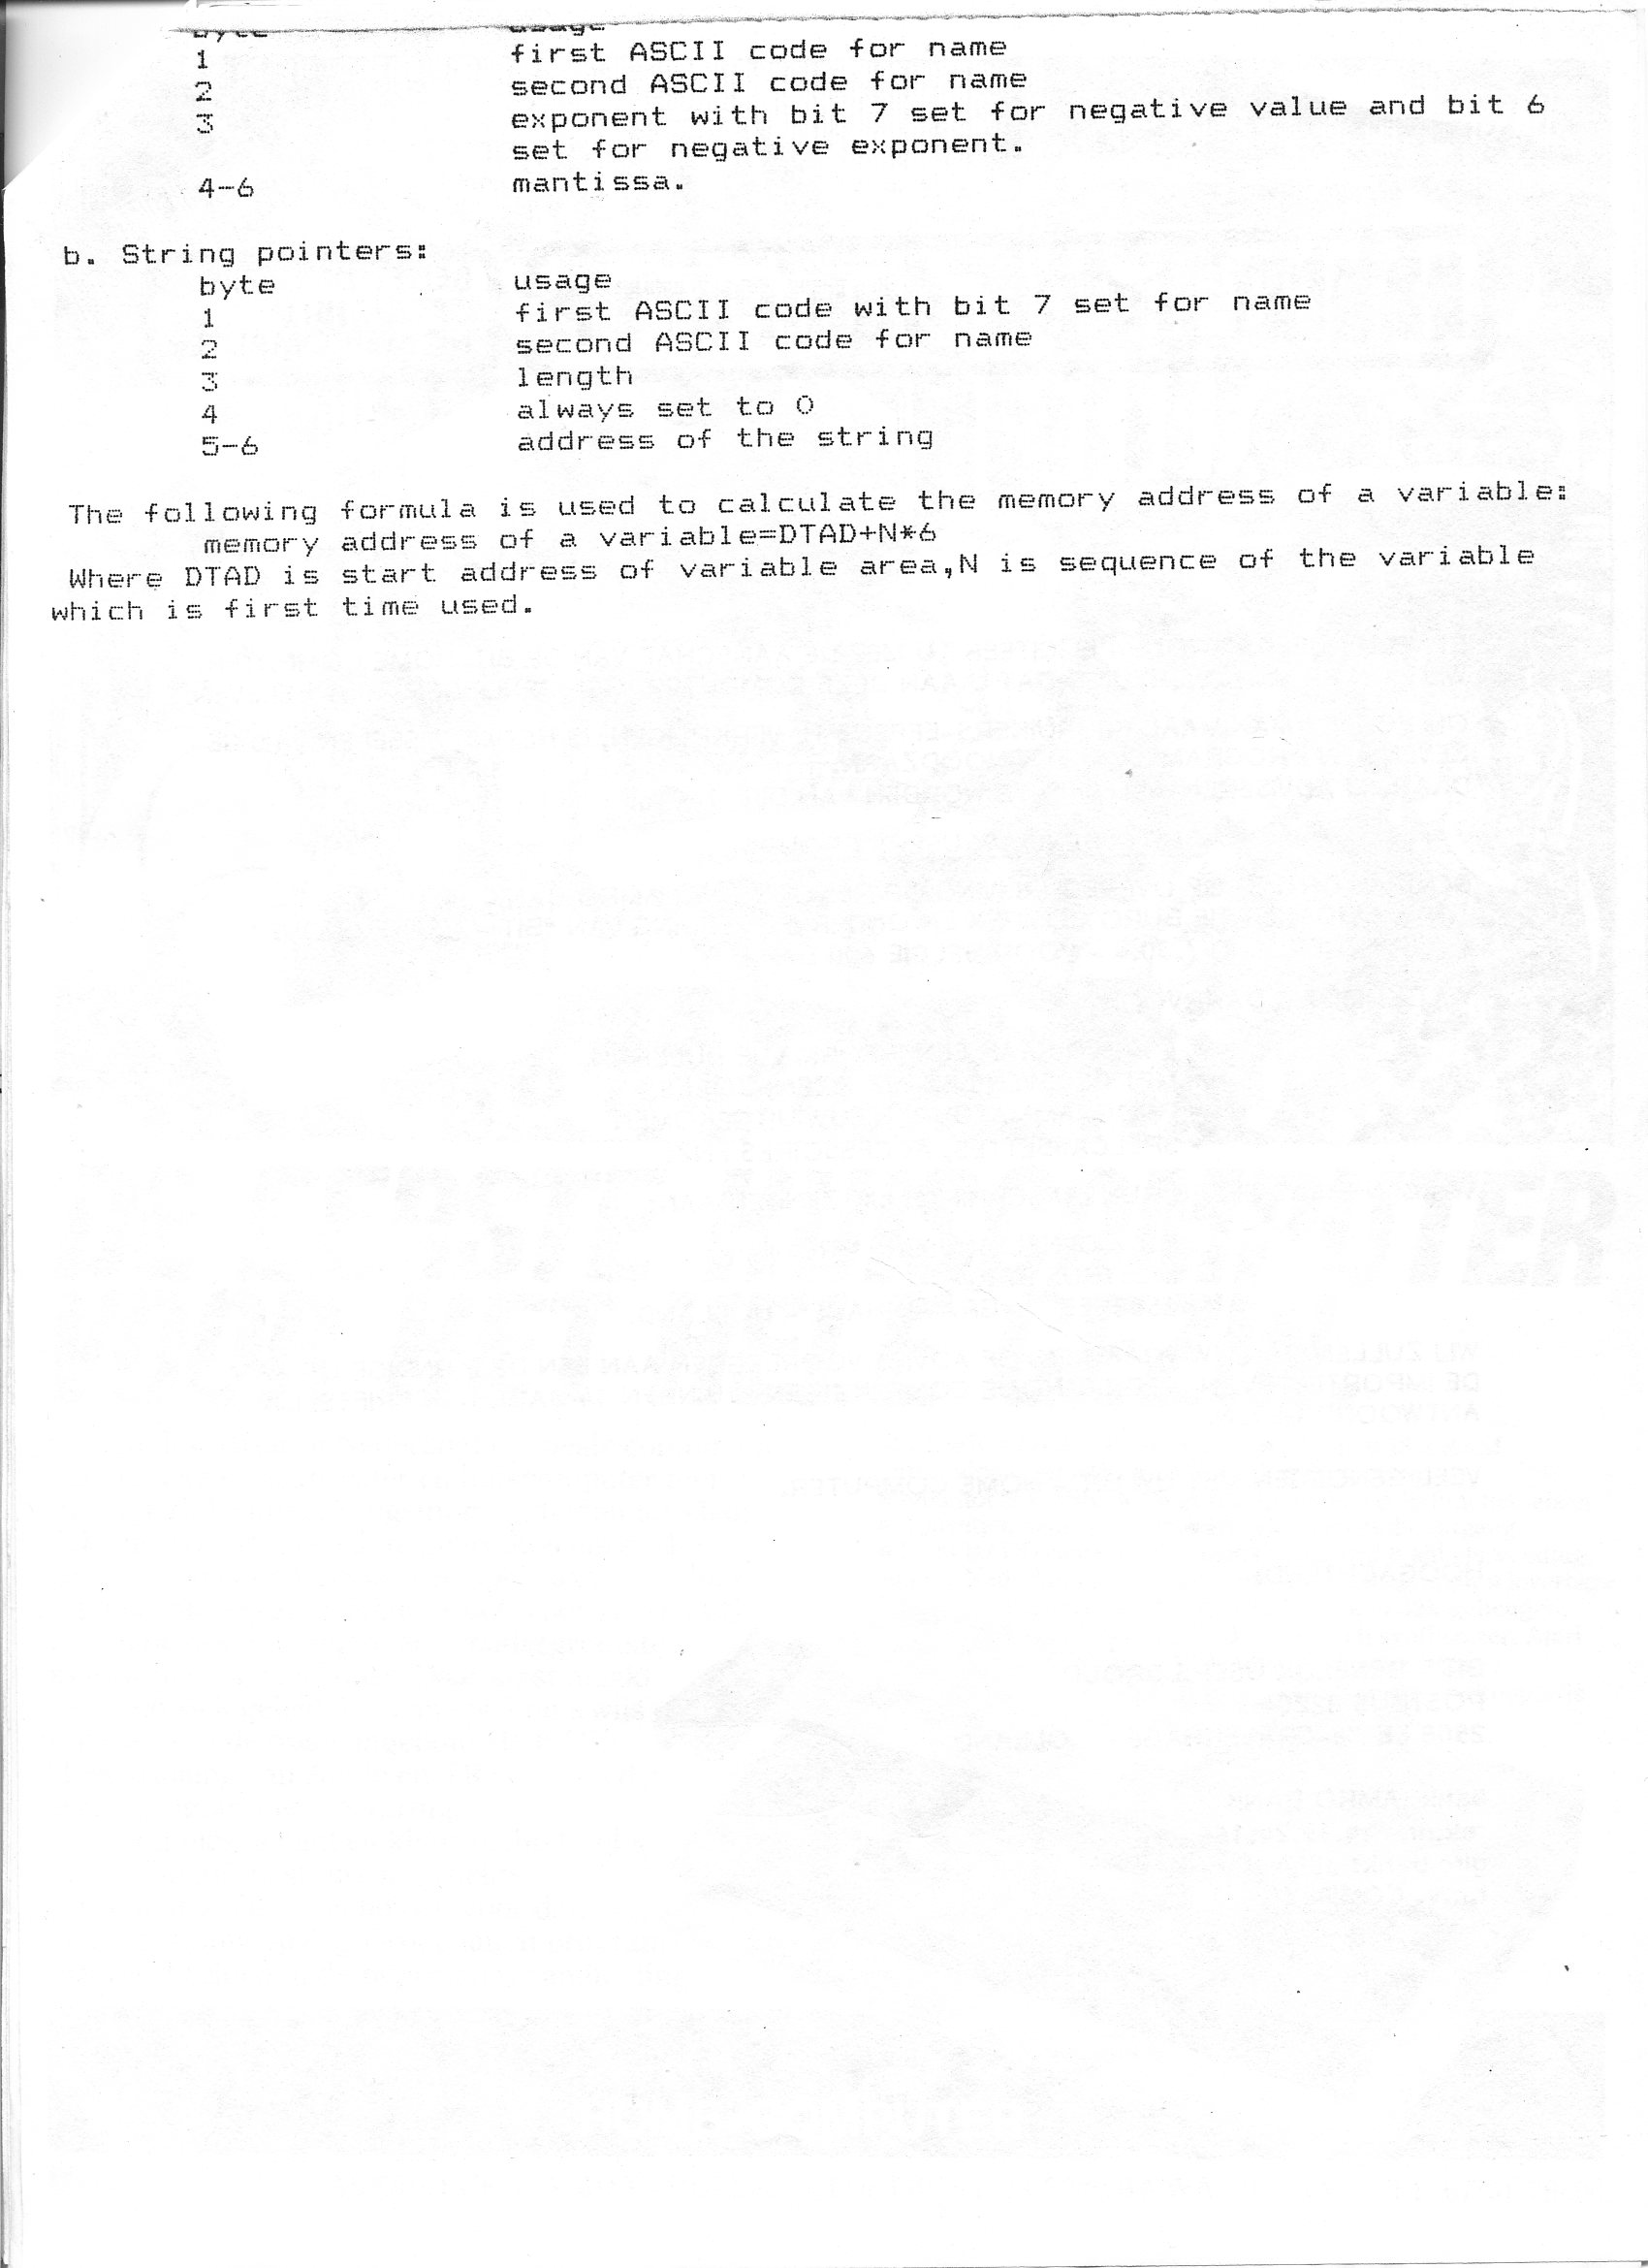 byte usage
1 first ASCII code for name
2 second ASCII code for name
3 exponent with bit 7 set for negative value and bit 6
set for negative exponent.
4-6 mantissa.
b. String pointers:
byte usage
1 first ASCII code with bit 7 set for name
2 second ASCII code for name
3 length
4 always set to 0
5-6 address of the string
The following formula is used to calculate the memory address of a variable:
memory address of a variable=DTAD+N*6
Where DTAD is start address of variable area,N is sequence of the variable
which is first time used.